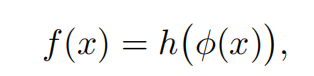 f(x) = h(ϕ(x)),